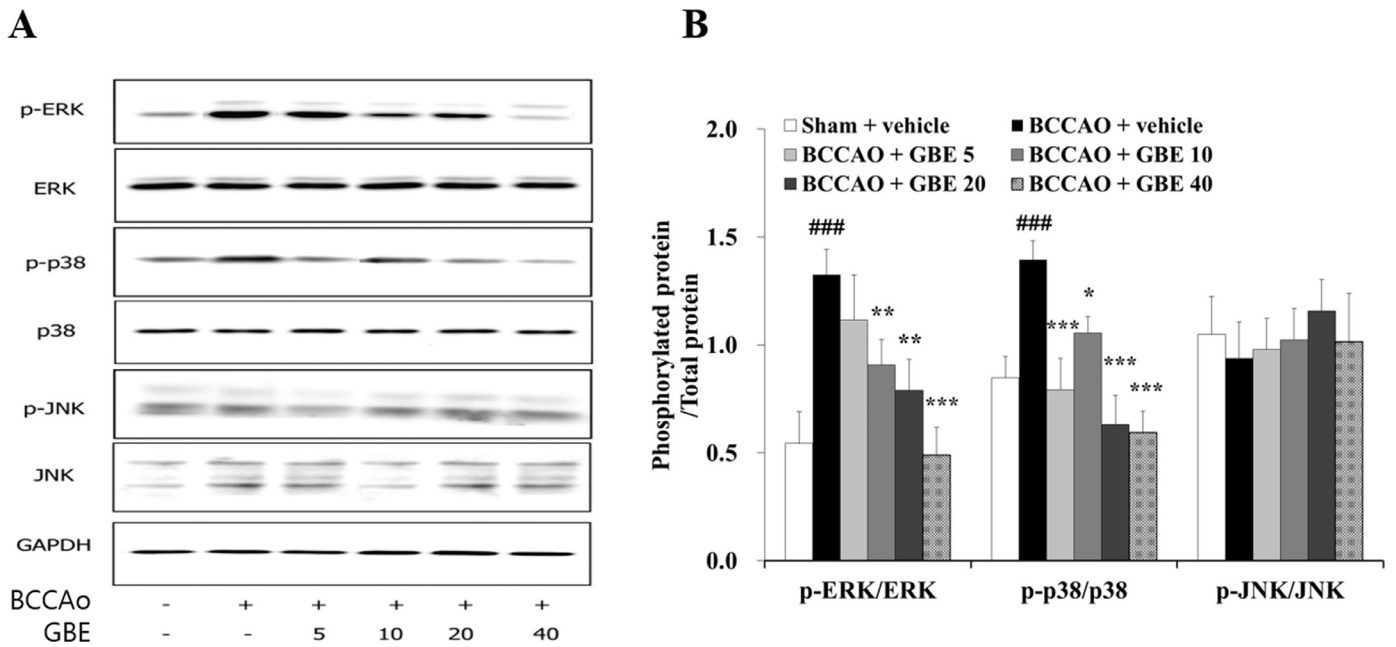 A
p-ERK
ERK
p-p38
p38
p-JNK
JNK
GAPDH
BCCAo - + + + + +
GBE - - 5 10 20 40
B
Phosphorylated protein
/Total protein
2.0
1.5
1.0
0.5
0.0
Sham + vehicle BCCAO + vehicle
BCCAO + GBE 5 BCCAO + GBE 10
BCCAO + GBE 20 BCCAO + GBE 40
### ###
** ** ***
*** * *** ***
p-ERK/ERK p-p38/p38 p-JNK/JNK